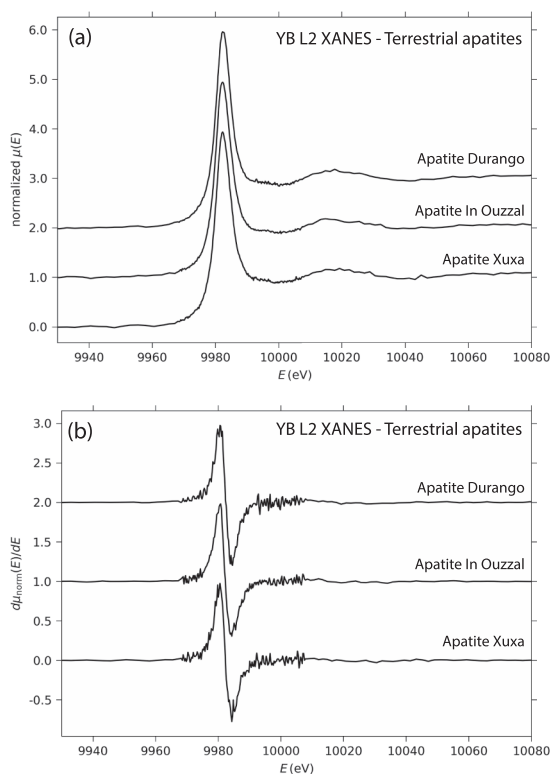 (a)
YB L2 XANES - Terrestrial apatites
6.0
5.0
4.0
3.0
2.0
1.0
0.0
normalized μ(E)
Apatite Durango
Apatite In Ouzzal
Apatite Xuxa
9940 9960 9980 10000 10020 10040 10060 10080
E (eV)
(b)
YB L2 XANES - Terrestrial apatites
3.0
2.5
2.0
1.5
1.0
0.5
0.0
-0.5
dμnorm(E)/dE
Apatite Durango
Apatite In Ouzzal
Apatite Xuxa
9940 9960 9980 10000 10020 10040 10060 10080
E (eV)